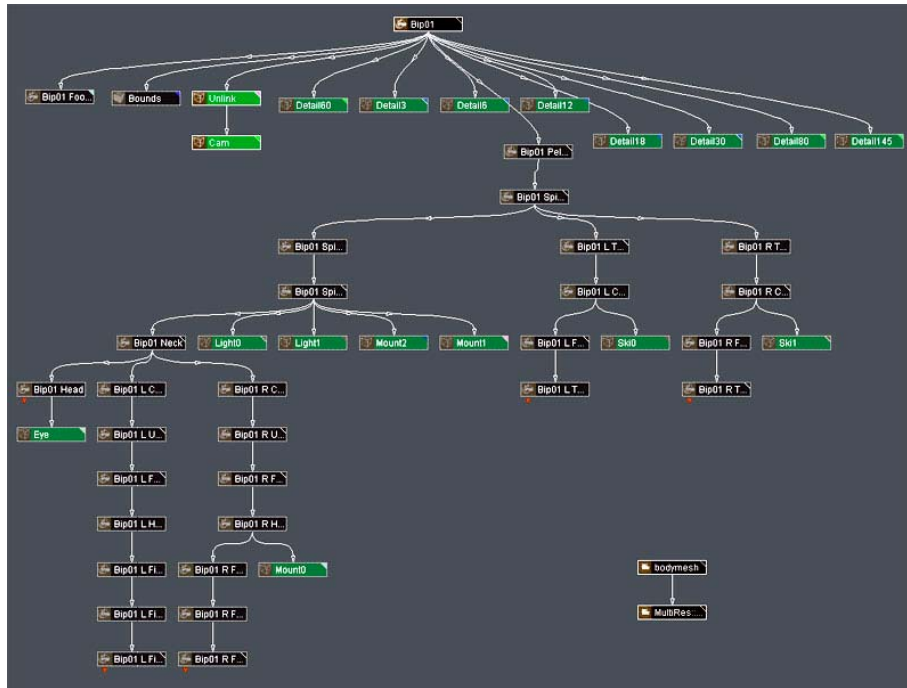 Bip01
Bip01 Foo...
Bounds
Unlink
Detail60
Detail3
Detail6
Detail12
Cam
Detail18
Detail30
Detail80
Detail145
Bip01 Pel...
Bip01 Spi...
Bip01 Spi...
Bip01 L T...
Bip01 R T...
Bip01 Spi...
Bip01 L C...
Bip01 R C...
Bip01 Neck
Light0
Light1
Mount2
Mount1
Bip01 L F...
Ski0
Bip01 R F...
Ski1
Bip01 Head
Bip01 L C...
Bip01 R C...
Bip01 L T...
Bip01 R T...
Eye
Bip01 L U...
Bip01 R U...
Bip01 L F...
Bip01 R F...
Bip01 L H...
Bip01 R H...
Bip01 L Fi...
Bip01 R F...
Mount0
bodymesh
Bip01 L Fi...
Bip01 R F...
MultiRes:...
Bip01 L Fi...
Bip01 R F...